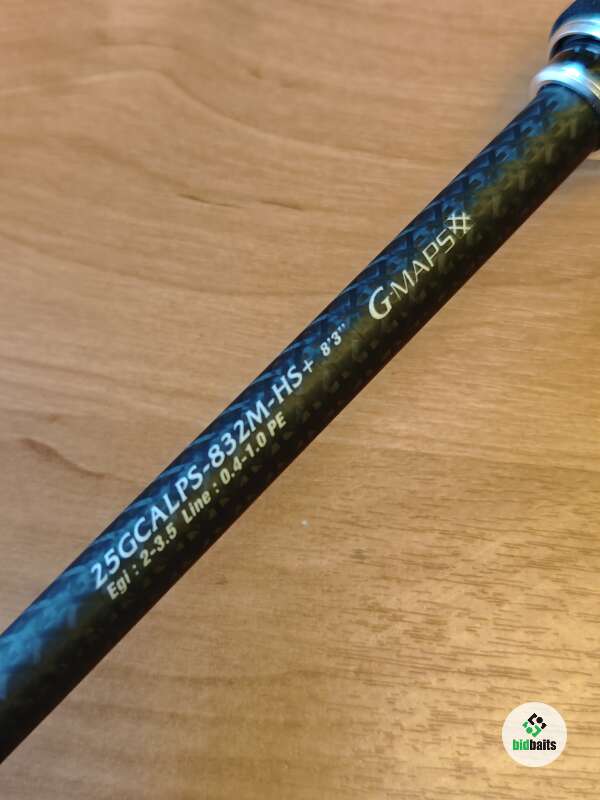 25GCALPS-832M-HS+ 8'3" G-MAPS
Egi : 2-3.5 Line : 0.4-1.0 PE
bidbaits